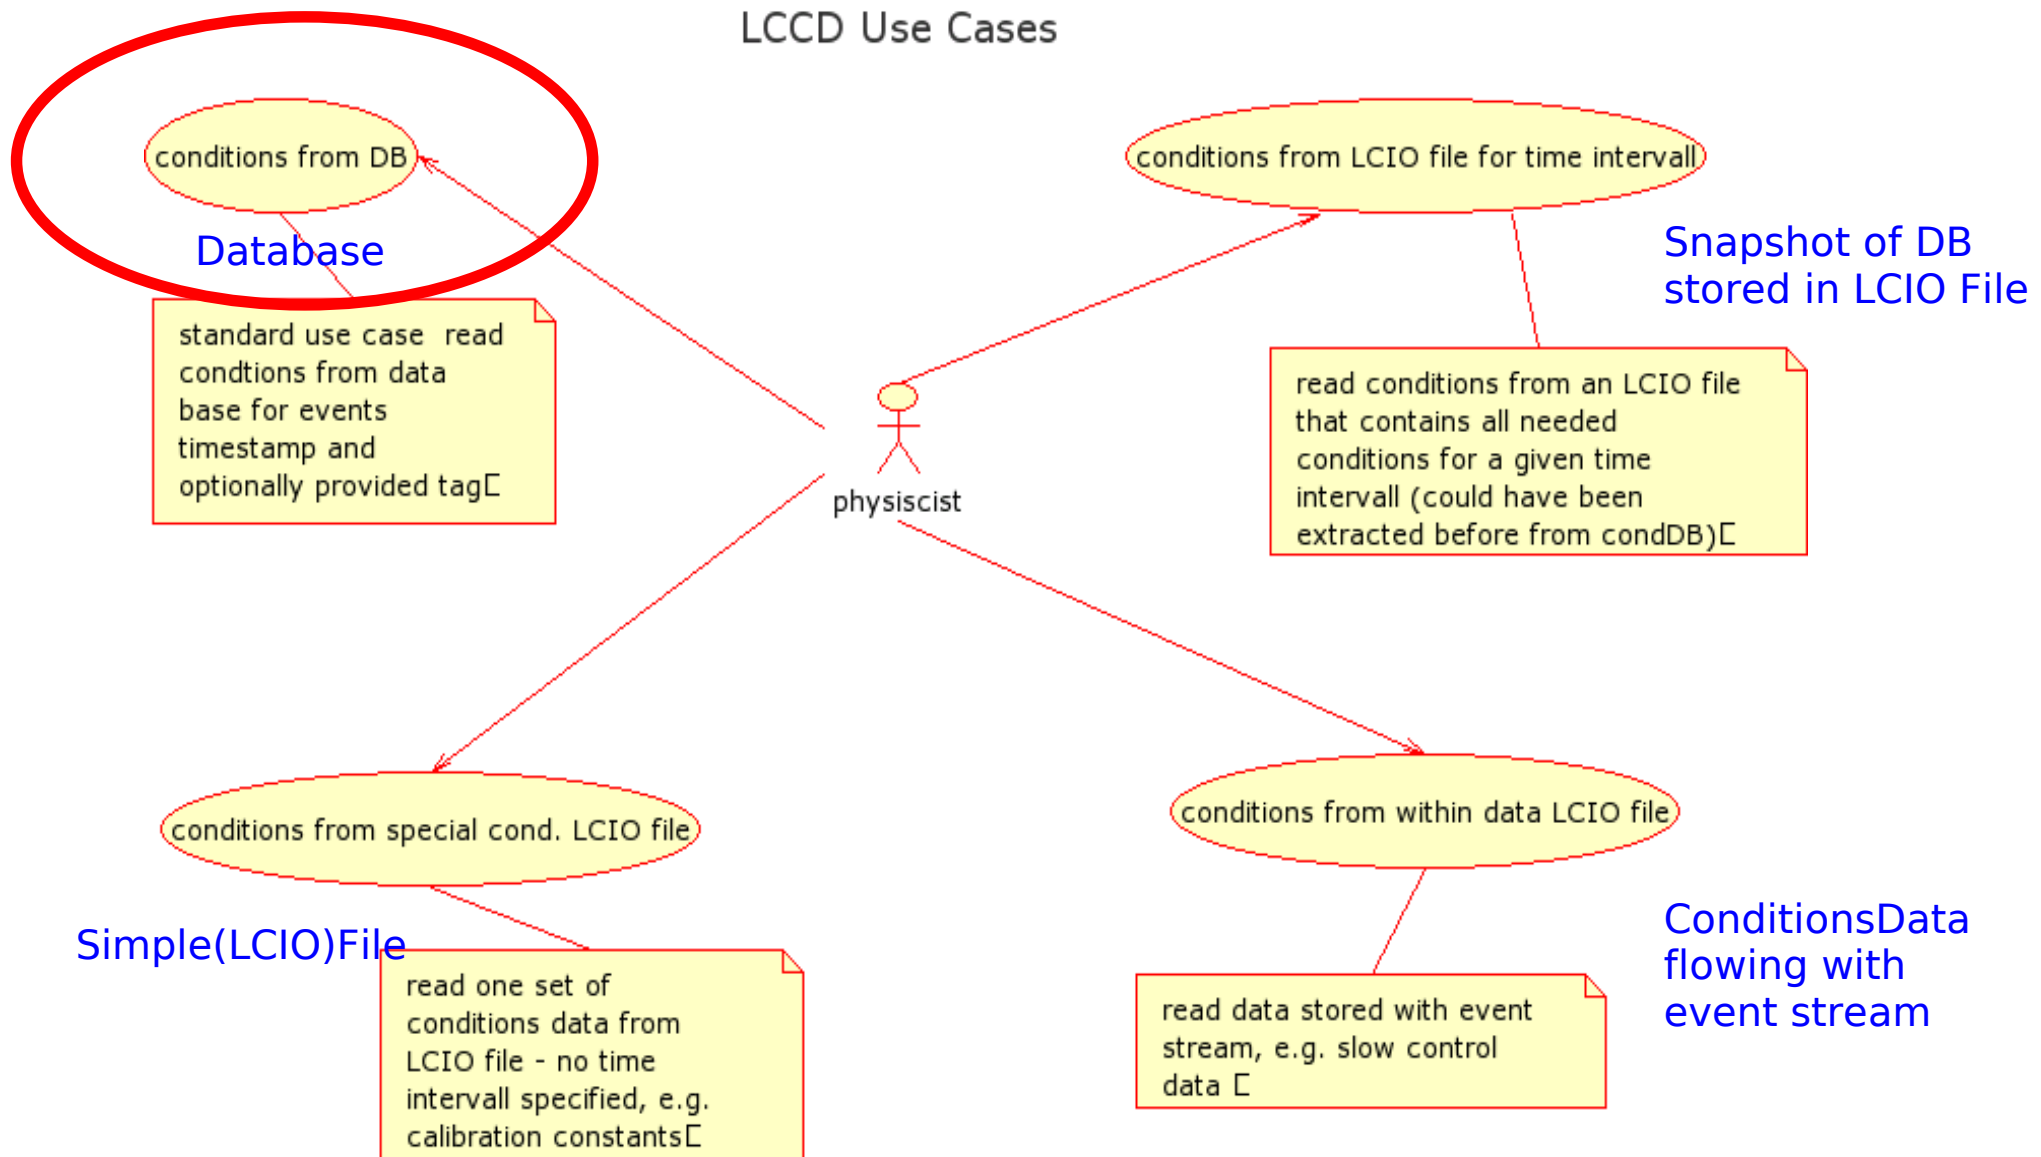 LCCD Use Cases
conditions from DB
Database
standard use case  read
condtions from data
base for events
timestamp and
optionally provided tag
conditions from LCIO file for time intervall
Snapshot of DB
stored in LCIO File
read conditions from an LCIO file
that contains all needed
conditions for a given time
intervall (could have been
extracted before from condDB)
physiscist
conditions from special cond. LCIO file
Simple(LCIO)File
read one set of
conditions data from
LCIO file - no time
intervall specified, e.g.
calibration constants
conditions from within data LCIO file
ConditionsData
flowing with
event stream
read data stored with event
stream, e.g. slow control
data